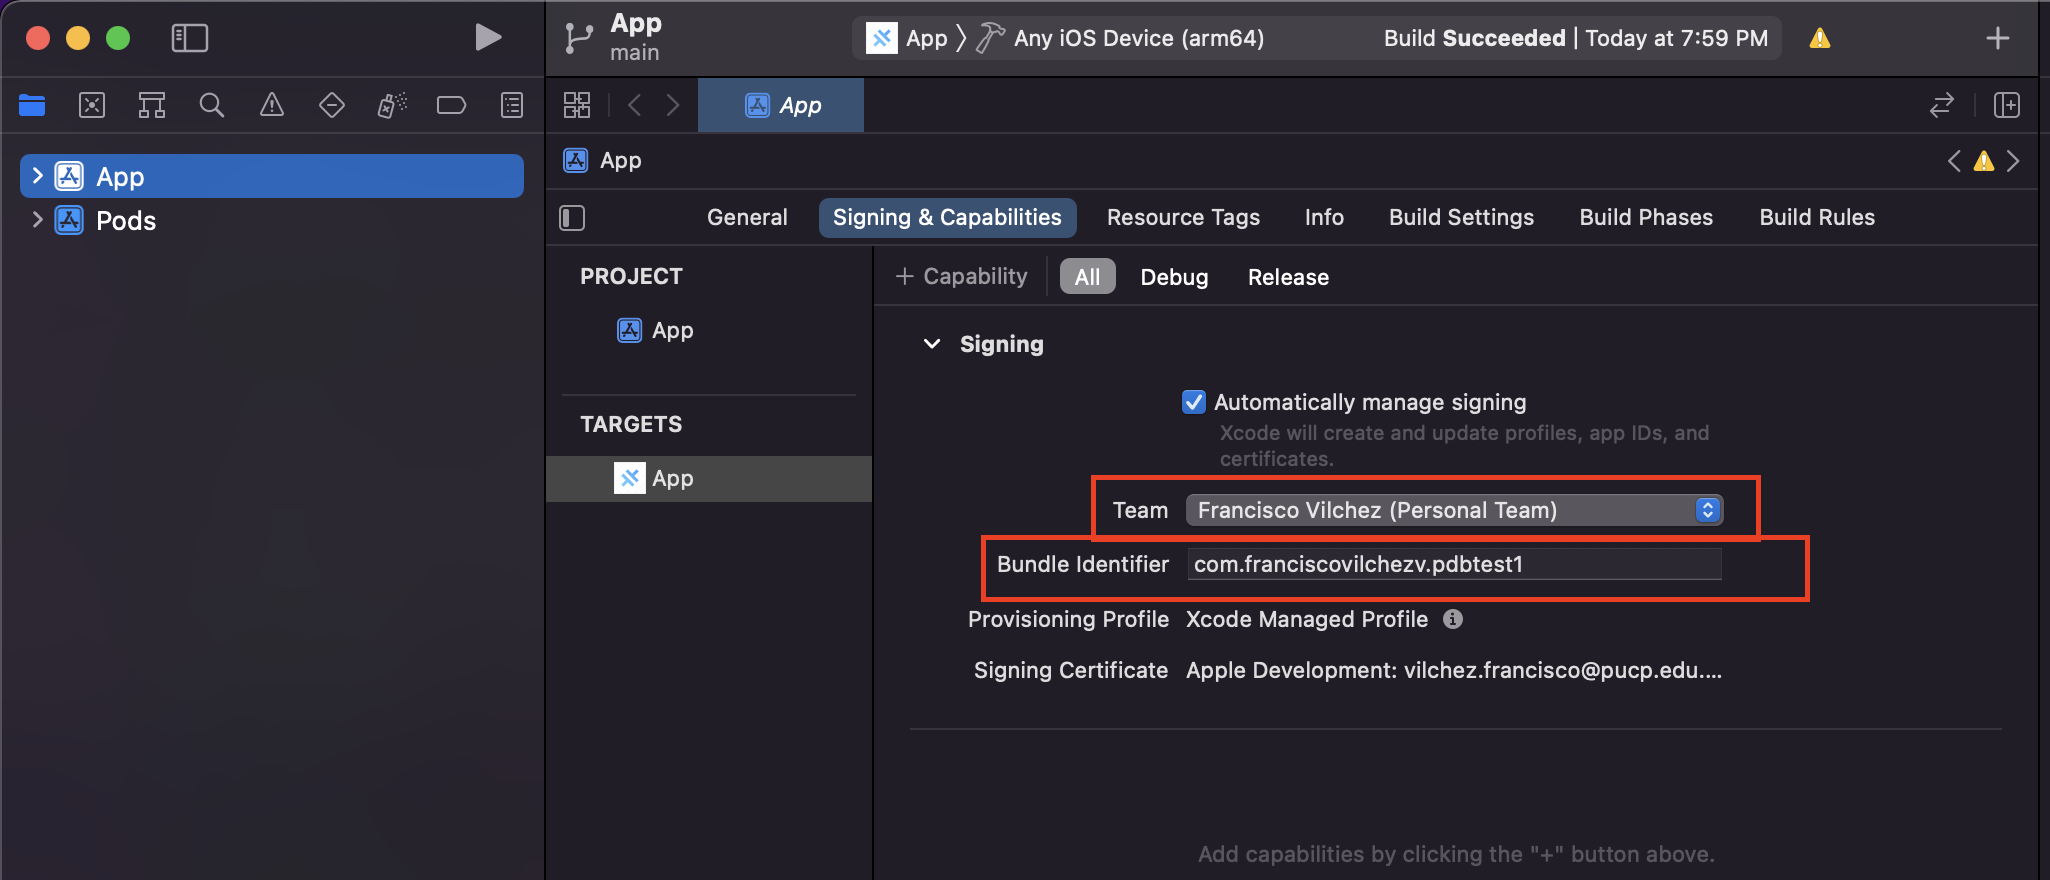 App
main
App
Any iOS Device (arm64)
Build Succeeded | Today at 7:59 PM
App
App
Pods
App
General
Signing & Capabilities
Resource Tags
Info
Build Settings
Build Phases
Build Rules
PROJECT
App
TARGETS
App
+ Capability
All
Debug
Release
Signing
Automatically manage signing
Xcode will create and update profiles, app IDs, and
certificates.
Team Francisco Vilchez (Personal Team)
Bundle Identifier com.franciscovilchezv.pdbtest1
Provisioning Profile Xcode Managed Profile
Signing Certificate Apple Development: vilchez.francisco@pucp.edu....
Add capabilities by clicking the "+" button above.